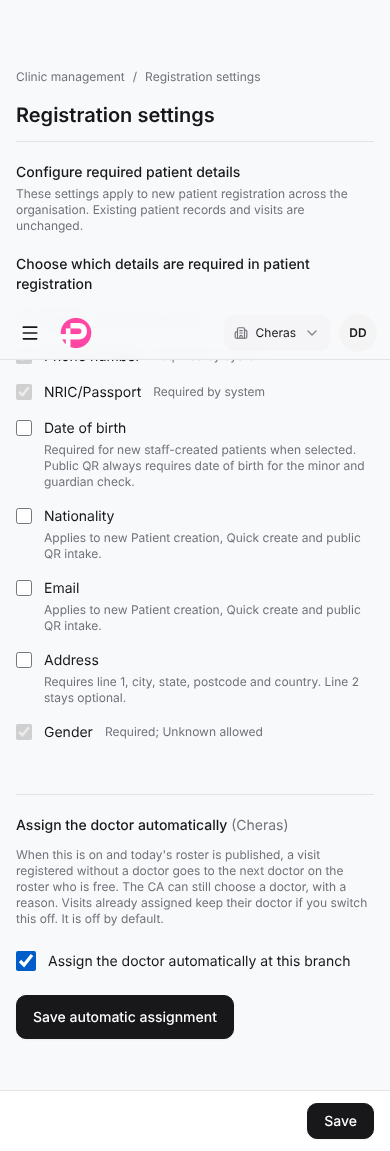 Clinic management / Registration settings
Registration settings
Configure required patient details
These settings apply to new patient registration across the
organisation. Existing patient records and visits are
unchanged.
Choose which details are required in patient
registration
Cheras
DD
NRIC/Passport Required by system
Date of birth
Required for new staff-created patients when selected.
Public QR always requires date of birth for the minor and
guardian check.
Nationality
Applies to new Patient creation, Quick create and public
QR intake.
Email
Applies to new Patient creation, Quick create and public
QR intake.
Address
Requires line 1, city, state, postcode and country. Line 2
stays optional.
Gender Required; Unknown allowed
Assign the doctor automatically (Cheras)
When this is on and today's roster is published, a visit
registered without a doctor goes to the next doctor on the
roster who is free. The CA can still choose a doctor, with a
reason. Visits already assigned keep their doctor if you switch
this off. It is off by default.
Assign the doctor automatically at this branch
Save automatic assignment
Save